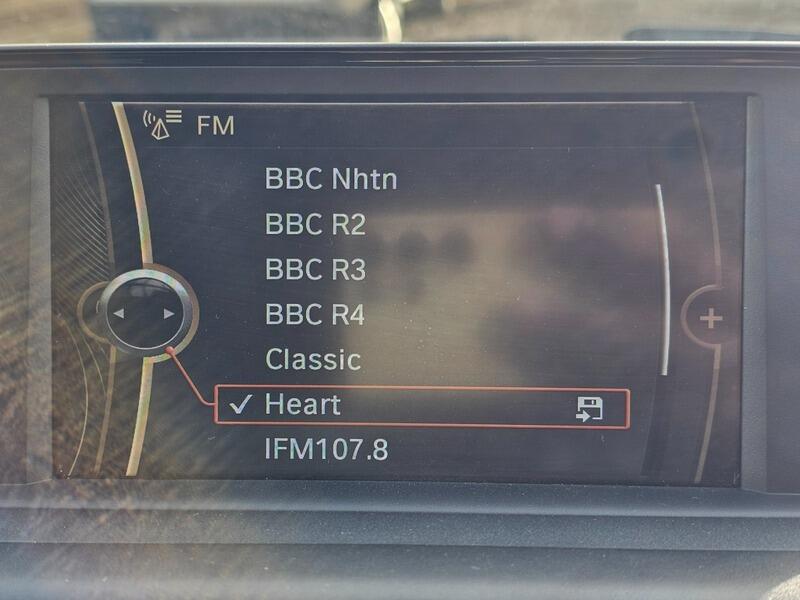 FM
BBC Nhtn
BBC R2
BBC R3
BBC R4
Classic
Heart
IFM107.8